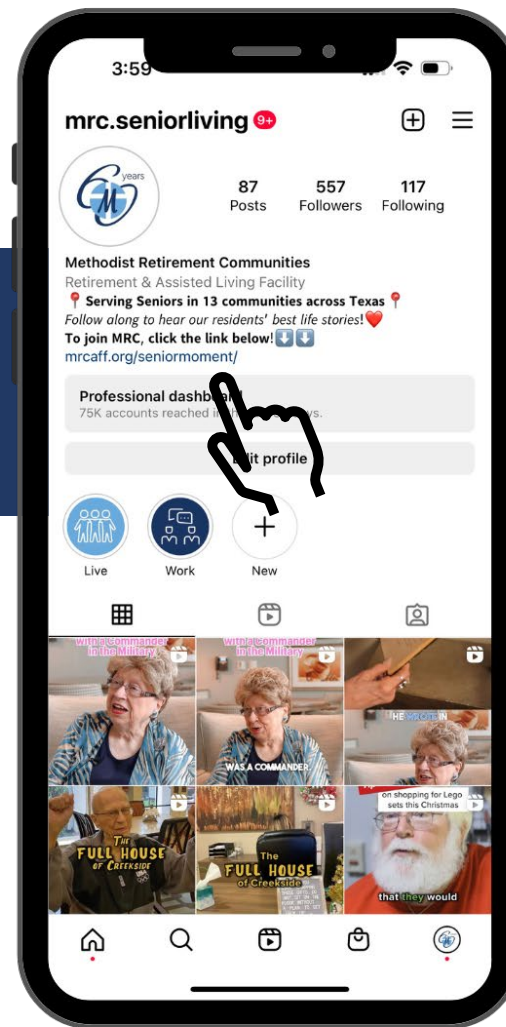 3:59
mrc.seniorliving 9+
60 years
M
87 557 117
Posts Followers Following
Methodist Retirement Communities
Retirement & Assisted Living Facility
📍 Serving Seniors in 13 communities across Texas 📍
Follow along to hear our residents' best life stories!❤️
To join MRC, click the link below!⬇️⬇️
mrcaff.org/seniormoment/
Professional dashboard
75K accounts reached in
Edit profile
Live Work New
with a Commander
in the Military
with a Commander
in the Military
WAS A COMMANDER
HE WROTE IN
THE
FULL HOUSE
OF CREEKSIDE
The
FULL HOUSE
of Creekside
on shopping for Lego
sets this Christmas
that they would